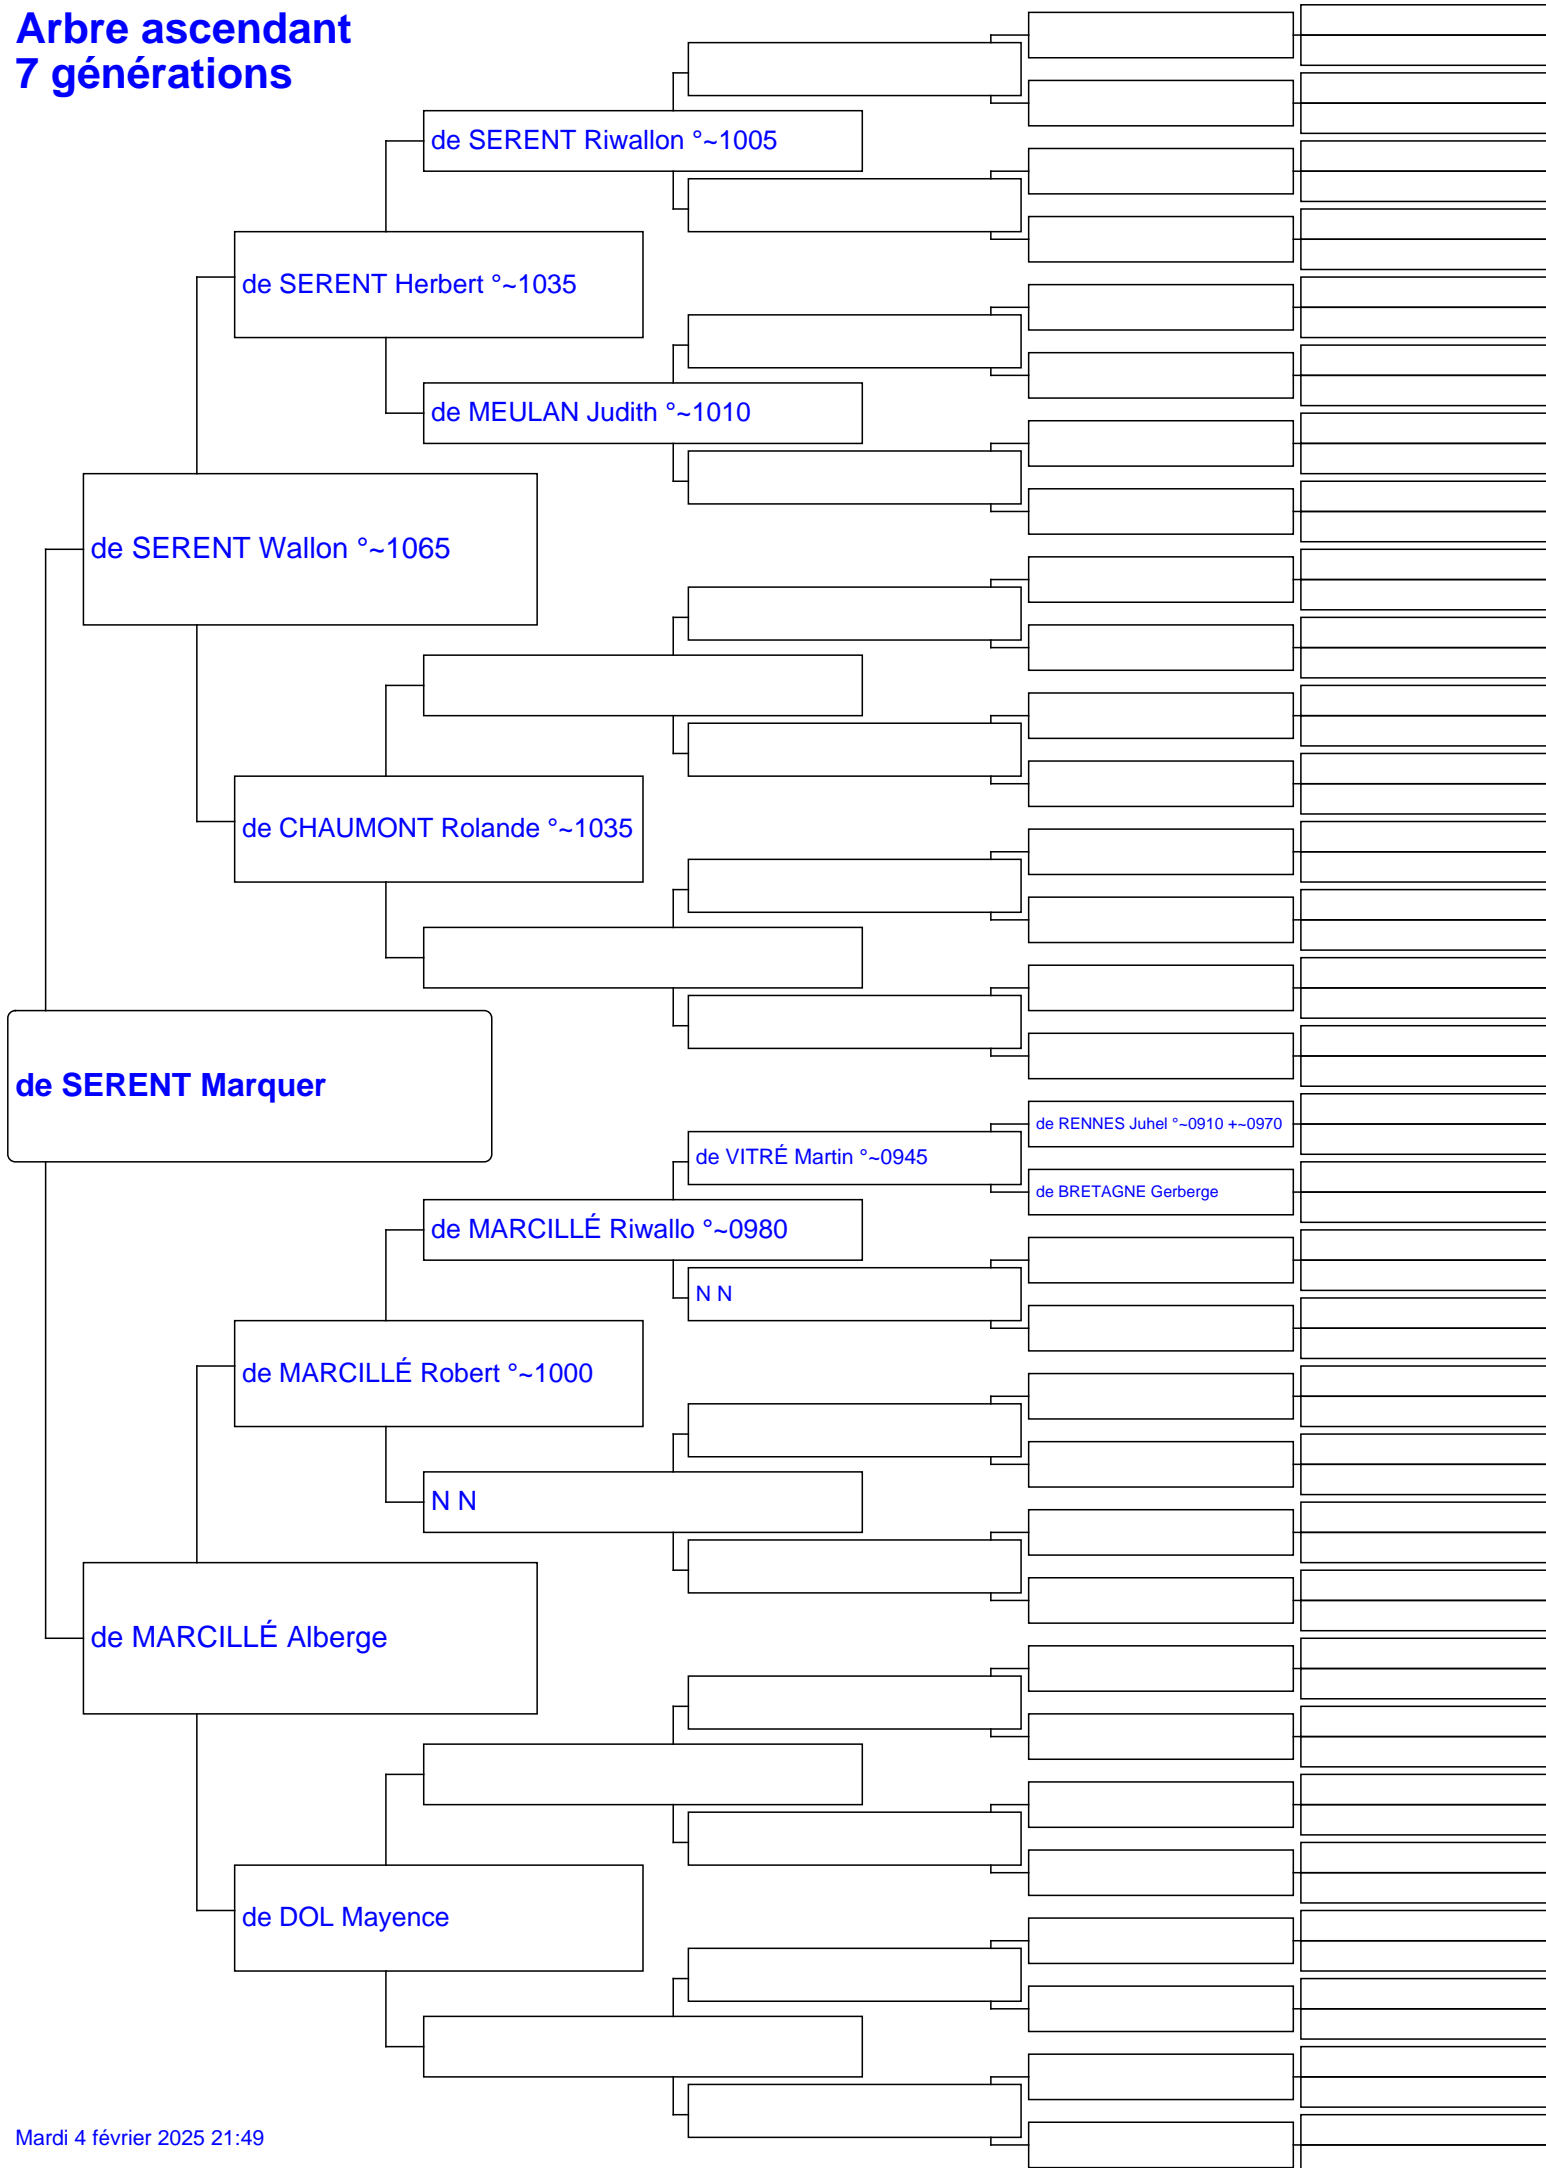 Arbre ascendant
7 générations
de SERENT Riwallon °~1005
de SERENT Herbert °~1035
de MEULAN Judith °~1010
de SERENT Wallon °~1065
de CHAUMONT Rolande °~1035
de SERENT Marquer
de RENNES Juhel °~0910 +~0970
de VITRÉ Martin °~0945
de BRETAGNE Gerberge
de MARCILLÉ Riwallo °~0980
N N
de MARCILLÉ Robert °~1000
N N
de MARCILLÉ Alberge
de DOL Mayence
Mardi 4 février 2025 21:49